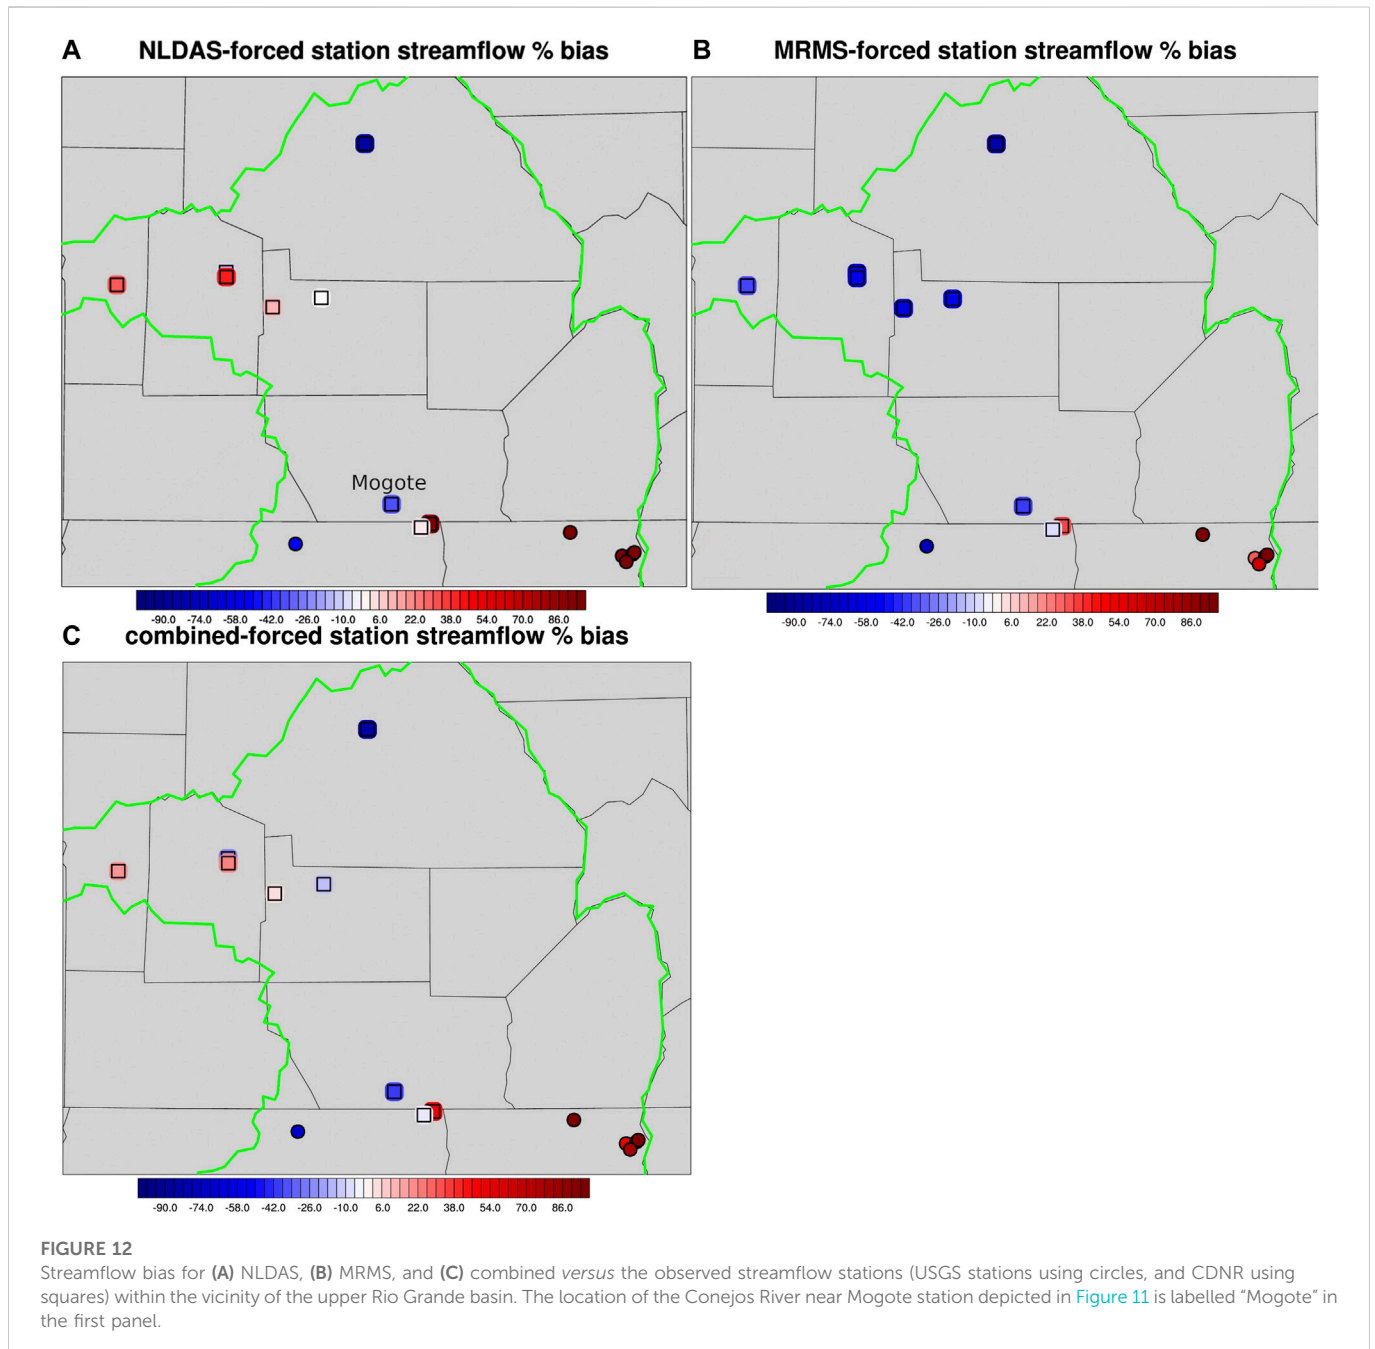 A NLDAS-forced station streamflow % bias
B MRMS-forced station streamflow % bias
Mogote
-90.0 -74.0 -58.0 -42.0 -26.0 -10.0 6.0 22.0 38.0 54.0 70.0 86.0
-90.0 -74.0 -58.0 -42.0 -26.0 -10.0 6.0 22.0 38.0 54.0 70.0 86.0
C combined-forced station streamflow % bias
-90.0 -74.0 -58.0 -42.0 -26.0 -10.0 6.0 22.0 38.0 54.0 70.0 86.0
FIGURE 12
Streamflow bias for (A) NLDAS, (B) MRMS, and (C) combined versus the observed streamflow stations (USGS stations using circles, and CDNR using
squares) within the vicinity of the upper Rio Grande basin. The location of the Conejos River near Mogote station depicted in Figure 11 is labelled “Mogote” in
the first panel.